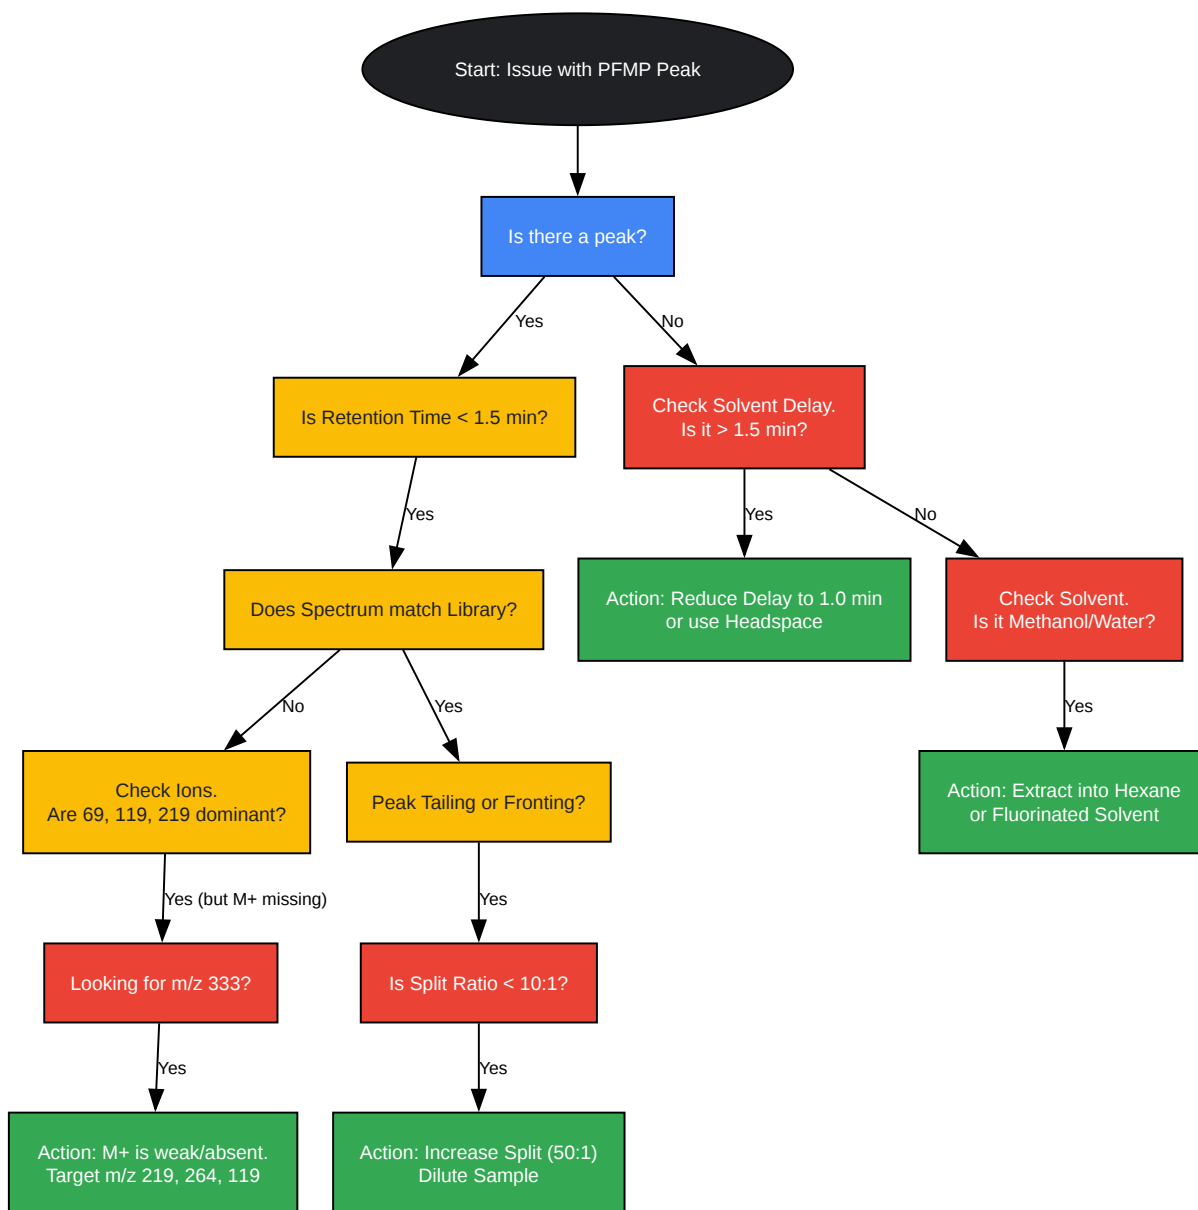 Start: Issue with PFMP Peak
Is there a peak?
Yes
No
Is Retention Time < 1.5 min?
Check Solvent Delay.
Is it > 1.5 min?
Yes
Yes
No
Does Spectrum match Library?
Action: Reduce Delay to 1.0 min
or use Headspace
Check Solvent.
Is it Methanol/Water?
No
Yes
Yes
Check Ions.
Are 69, 119, 219 dominant?
Peak Tailing or Fronting?
Action: Extract into Hexane
or Fluorinated Solvent
Yes (but M+ missing)
Yes
Looking for m/z 333?
Is Split Ratio < 10:1?
Yes
Yes
Action: M+ is weak/absent.
Target m/z 219, 264, 119
Action: Increase Split (50:1)
Dilute Sample